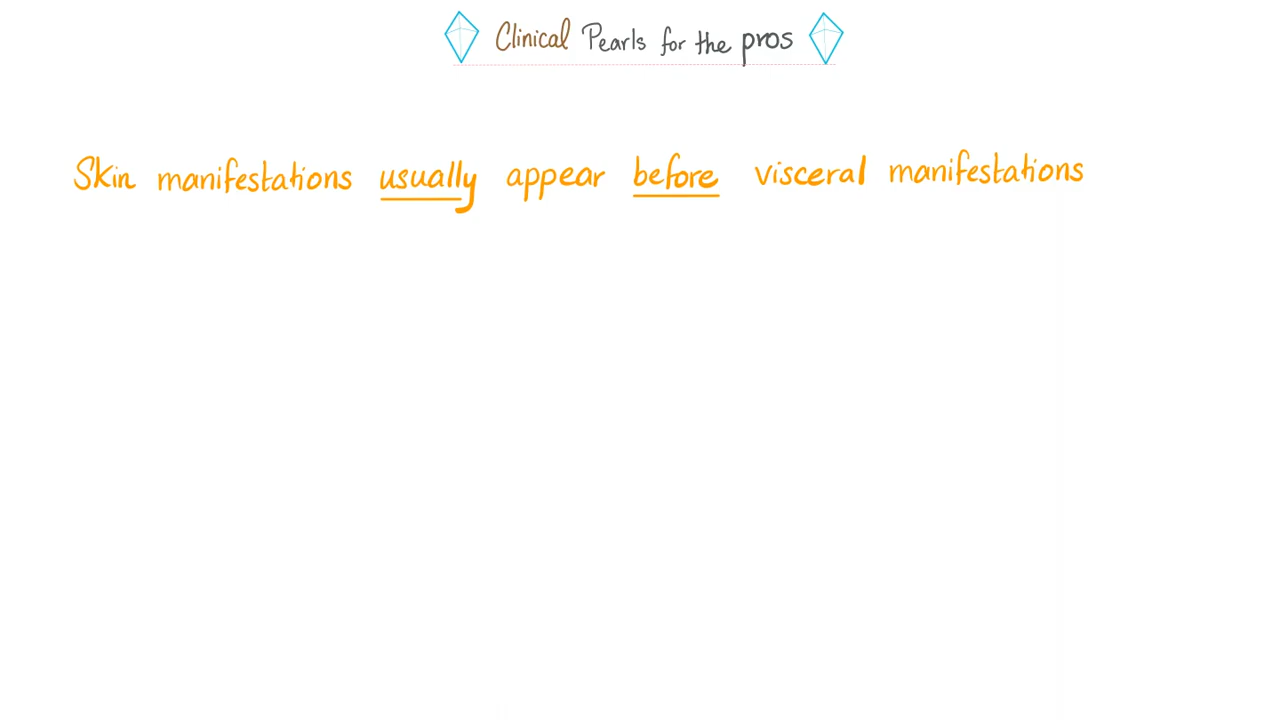 Clinical Pearls for the pros
Skin manifestations usually appear before visceral manifestations